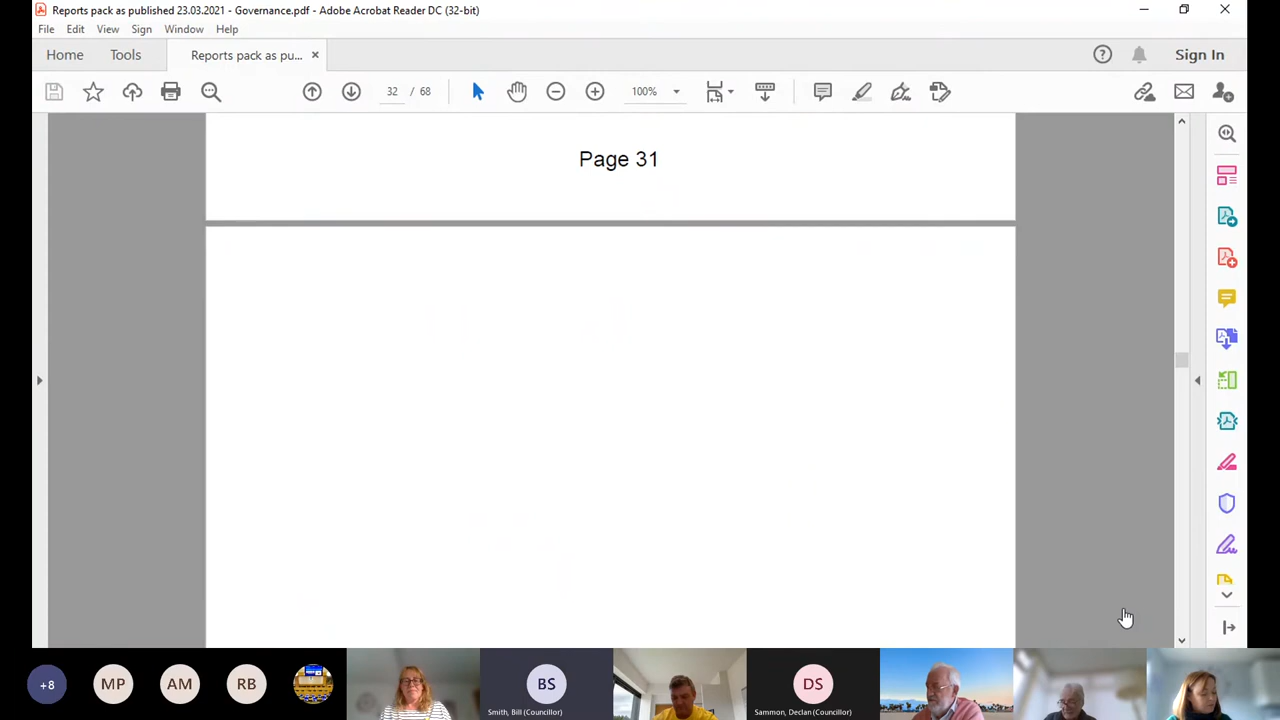 Reports pack as published 23.03.2021 - Governance.pdf - Adobe Acrobat Reader DC (32-bit)
File Edit View Sign Window Help
Home Tools Reports pack as pu... Sign In
32 / 68 100%
Page 31
+8 MP AM RB BS DS
Smith, Bill (Councillor) Sammon, Declan (Councillor)